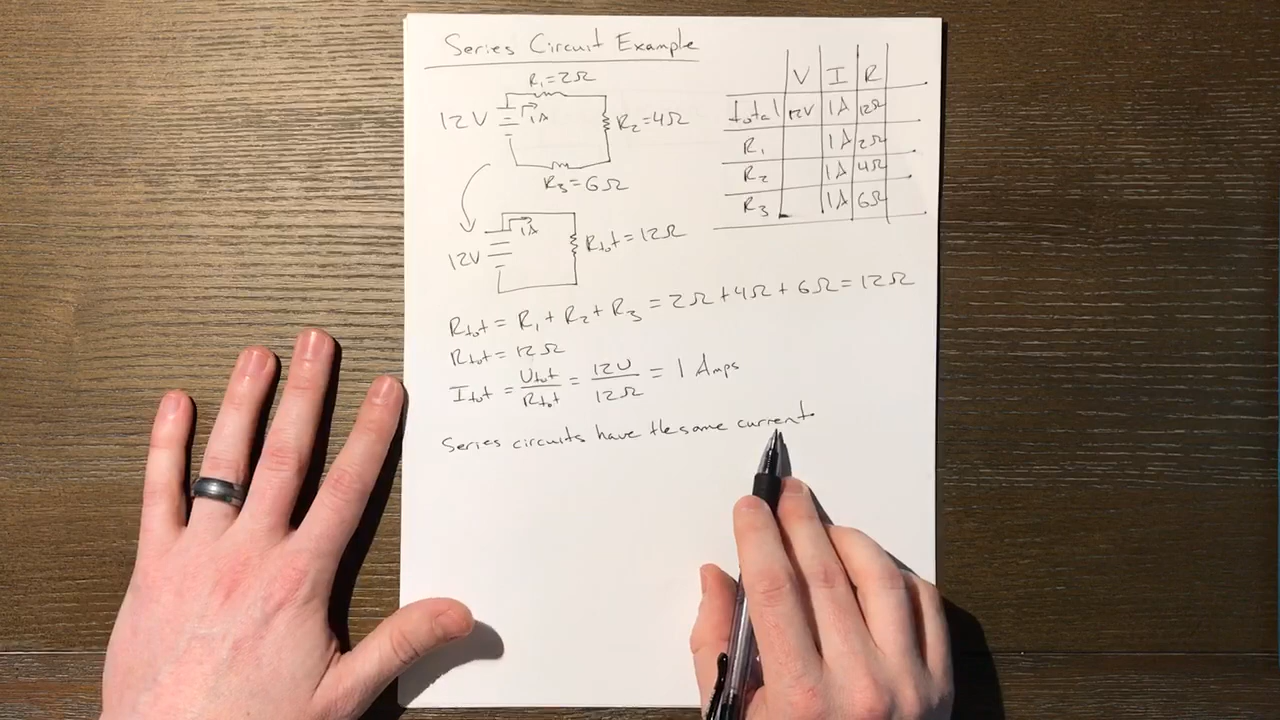 Series Circuit Example
R1=2Ω
12V
1A
R2=4Ω
R3=6Ω
V I R
total 12V 1A 12Ω
R1 1A 2Ω
R2 1A 4Ω
R3 1A 6Ω
1A
12V
Rtot=12Ω
Rtot = R1 + R2 + R3 = 2Ω + 4Ω + 6Ω = 12Ω
Rtot = 12Ω
Itot = Vtot/Rtot = 12V/12Ω = 1 Amps
Series circuits have the same current